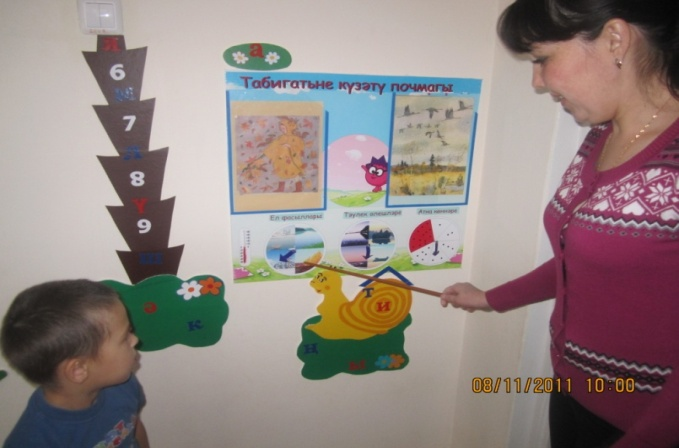 Я
6
7
8
9
а
Табигатьне күзәтү почмагы
Ел фасыллары
Тәүлек өлешләре
Атна көннәре
ә
к
т
и
ң
08/11/2011 10:00